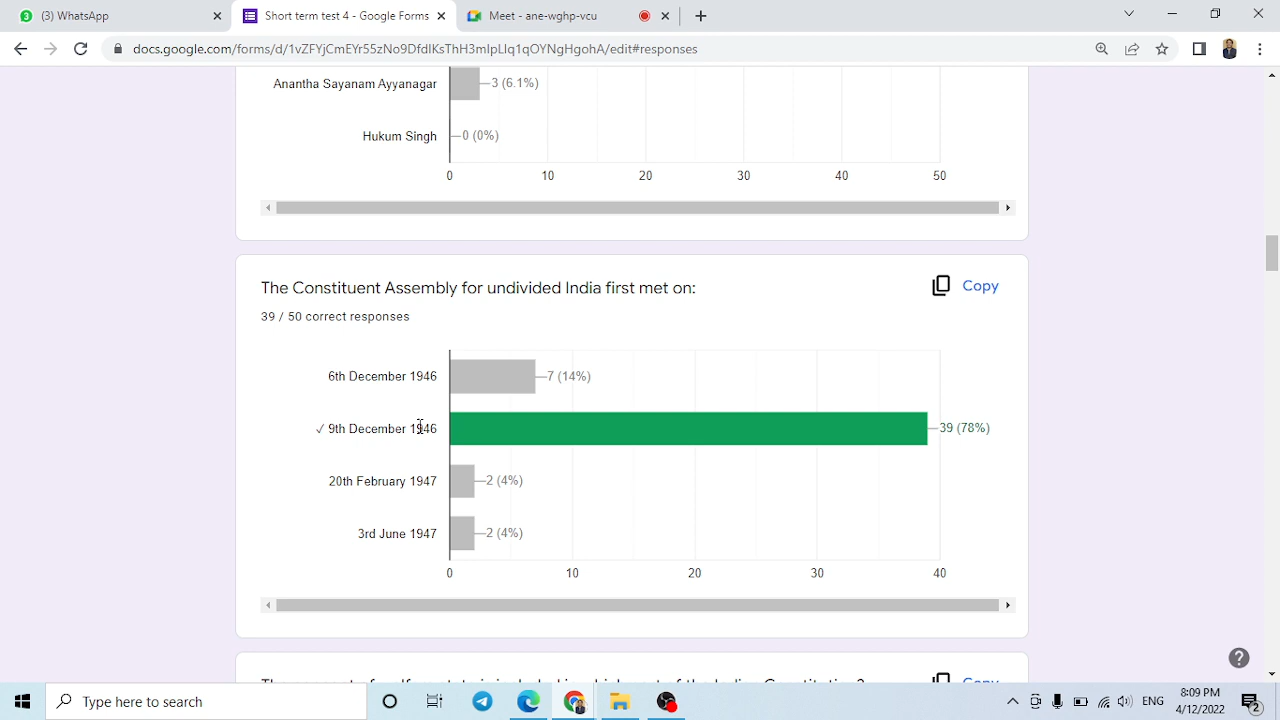 (3) WhatsApp
Short term test 4 - Google Forms
Meet - ane-wghp-vcu
docs.google.com/forms/d/1vZFYjCmEYr55zNo9DfdIKsThH3mIpLlq1qOYNgHgohA/edit#responses
Anantha Sayanam Ayyanagar
3 (6.1%)
Hukum Singh
0 (0%)
0 10 20 30 40 50
The Constituent Assembly for undivided India first met on:
Copy
39 / 50 correct responses
6th December 1946
7 (14%)
✓ 9th December 1946
39 (78%)
20th February 1947
2 (4%)
3rd June 1947
2 (4%)
0 10 20 30 40
Copy
Type here to search
ENG
8:09 PM
4/12/2022
2